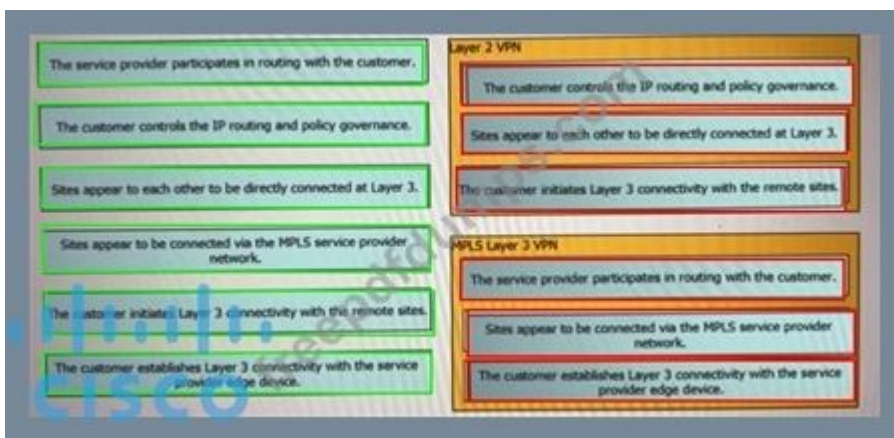 The service provider participates in routing with the customer.
The customer controls the IP routing and policy governance.
Sites appear to each other to be directly connected at Layer 3.
Sites appear to be connected via the MPLS service provider
network.
The customer initiates Layer 3 connectivity with the remote sites.
The customer establishes Layer 3 connectivity with the service
provider edge device.
Layer 2 VPN
The customer controls the IP routing and policy governance.
Sites appear to each other to be directly connected at Layer 3.
The customer initiates Layer 3 connectivity with the remote sites.
MPLS Layer 3 VPN
The service provider participates in routing with the customer.
Sites appear to be connected via the MPLS service provider
network.
The customer establishes Layer 3 connectivity with the service
provider edge device.
freepdfdumps.com
CISCO